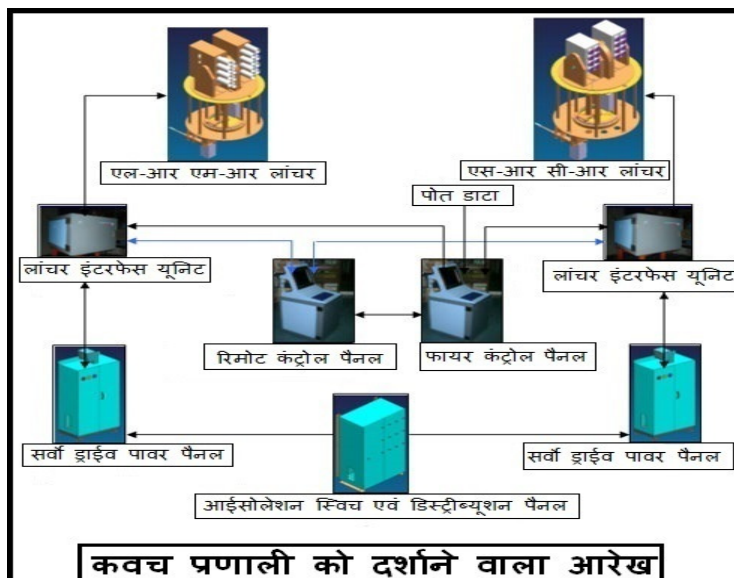 एल-आर एम-आर लांचर
एस-आर सी-आर लांचर
पोत डाटा
लांचर इंटरफेस यूनिट
लांचर इंटरफेस यूनिट
रिमोट कंट्रोल पैनल
फायर कंट्रोल पैनल
सर्वो ड्राईव पावर पैनल
सर्वो ड्राईव पावर पैनल
आईसोलेशन स्विच एवं डिस्ट्रीब्यूशन पैनल
कवच प्रणाली को दर्शाने वाला आरेख